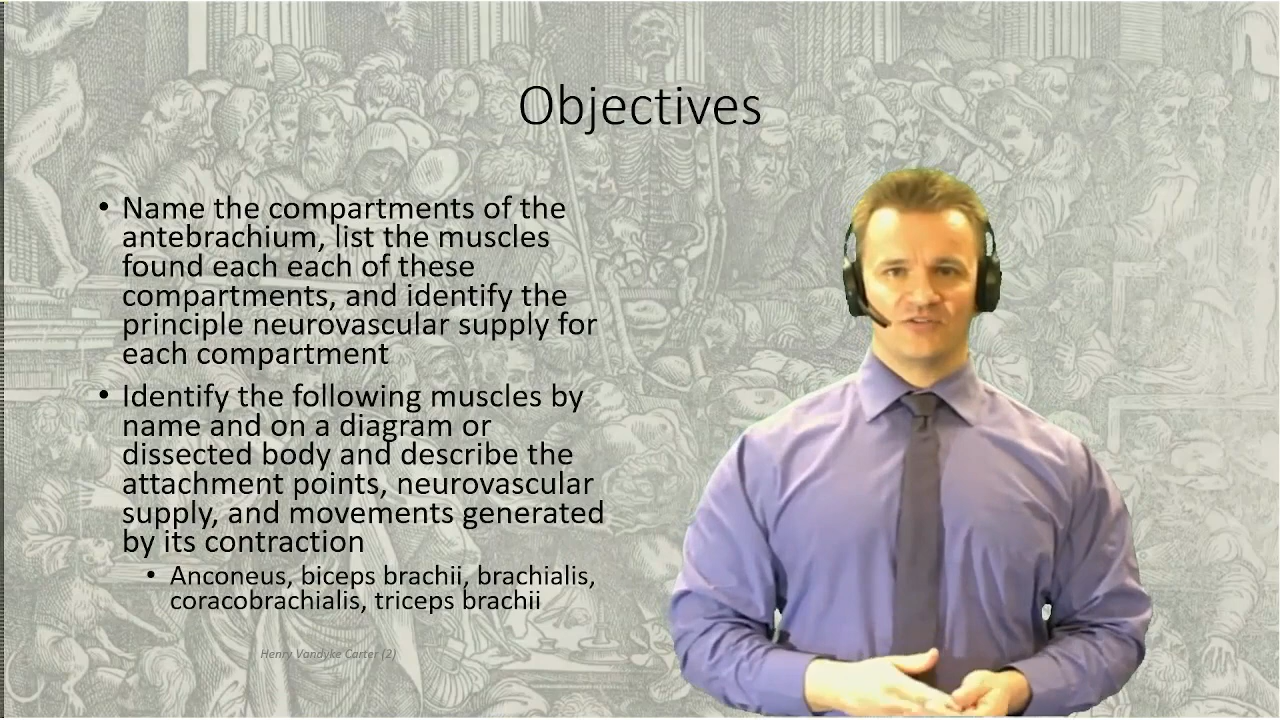 Objectives
• Name the compartments of the
antebrachium, list the muscles
found each each of these
compartments, and identify the
principle neurovascular supply for
each compartment
• Identify the following muscles by
name and on a diagram or
dissected body and describe the
attachment points, neurovascular
supply, and movements generated
by its contraction
• Anconeus, biceps brachii, brachialis,
coracobrachialis, triceps brachii
Henry Vandyke Carter (2)